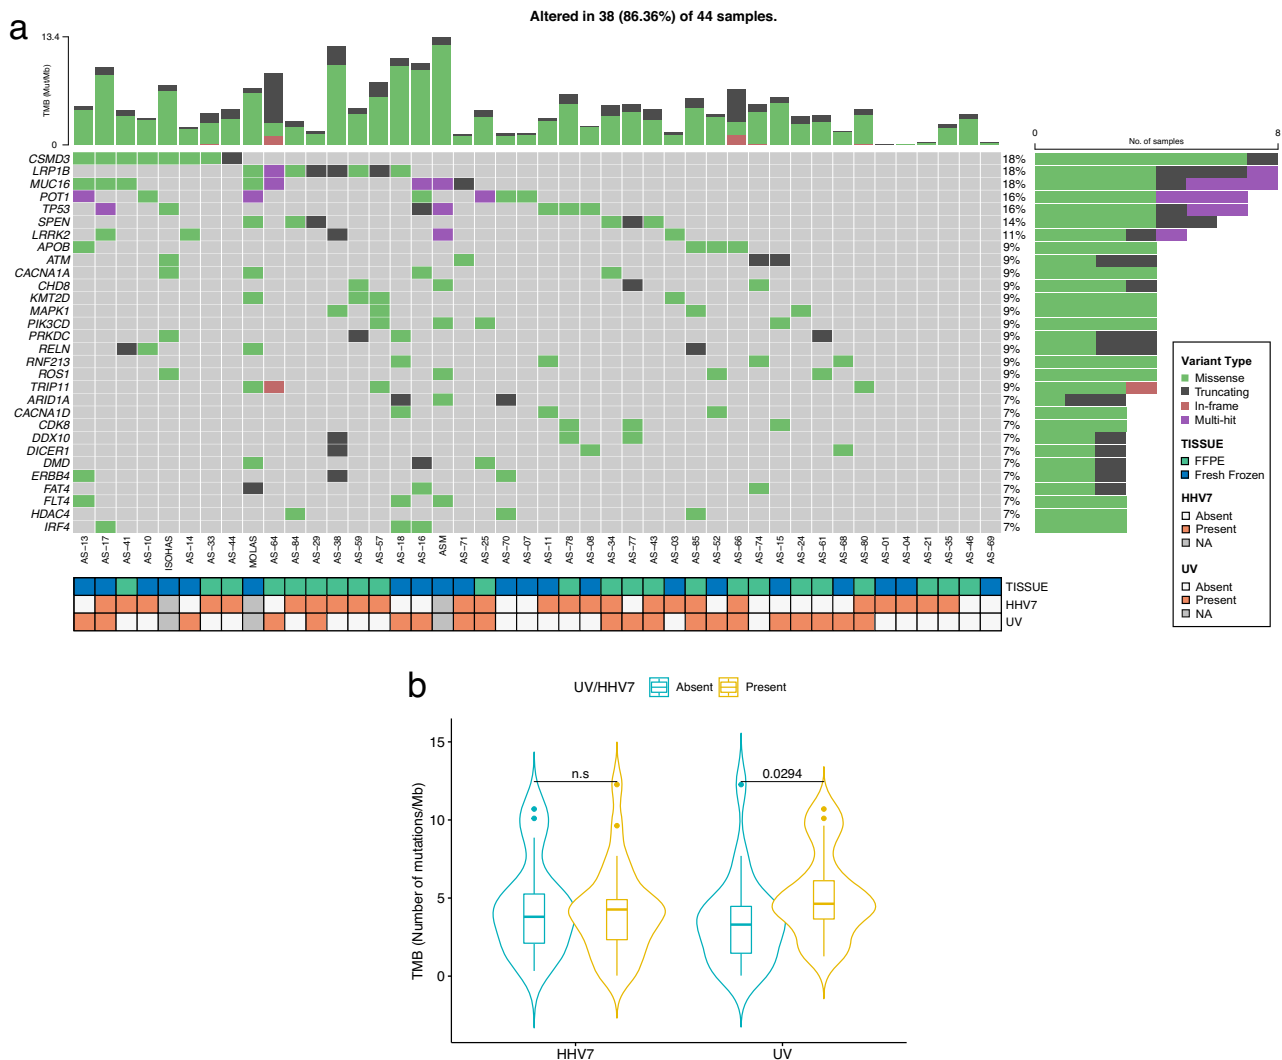 Altered in 38 (86.36%) of 44 samples.
a
13.4
TMB (Mut/Mb)
0
0
8
No. of samples
CSMD3 18%
LRP1B 18%
MUC16 18%
POT1 16%
TP53 16%
SPEN 14%
LRRK2 11%
APOB 9%
ATM 9%
CACNA1A 9%
CHD8 9%
KMT2D 9%
MAPK1 9%
PIK3CD 9%
PRKDC 9%
RELN 9%
RNF213 9%
ROS1 9%
TRIP11 9%
ARID1A 7%
CACNA1D 7%
CDK8 7%
DDX10 7%
DICER1 7%
DMD 7%
ERBB4 7%
FAT4 7%
FLT4 7%
HDAC4 7%
IRF4 7%
AS-13 AS-17 AS-41 AS-10 ISOHAS AS-14 AS-33 AS-44 MOLAS AS-64 AS-84 AS-29 AS-38 AS-59 AS-57 AS-18 AS-16 ASM AS-71 AS-25 AS-70 AS-07 AS-11 AS-78 AS-08 AS-34 AS-77 AS-43 AS-03 AS-85 AS-52 AS-66 AS-74 AS-15 AS-24 AS-61 AS-68 AS-80 AS-01 AS-04 AS-21 AS-35 AS-46 AS-69
TISSUE
HHV7
UV
Variant Type
Missense
Truncating
In-frame
Multi-hit
TISSUE
FFPE
Fresh Frozen
HHV7
Absent
Present
NA
UV
Absent
Present
NA
b
UV/HHV7 Absent Present
TMB (Number of mutations/Mb)
15
10
5
0
n.s
0.0294
HHV7
UV